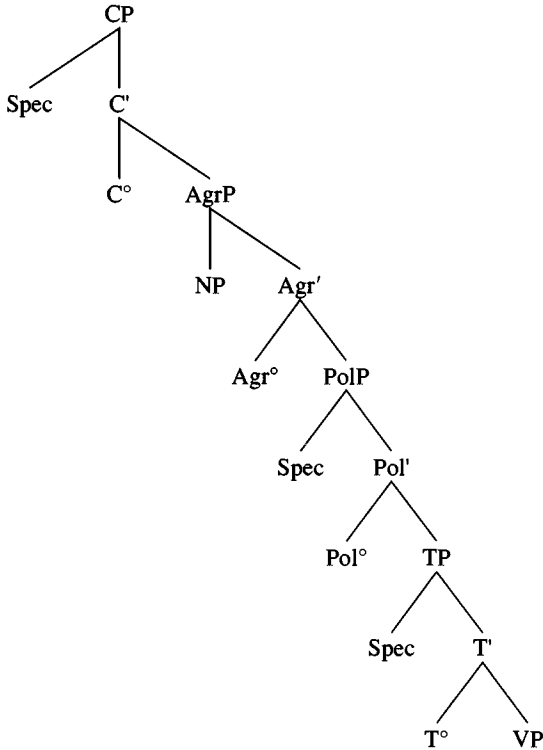 CP
Spec C'
C°
AgrP
NP Agr′
Agr° PolP
Spec Pol'
Pol° TP
Spec T'
T° VP